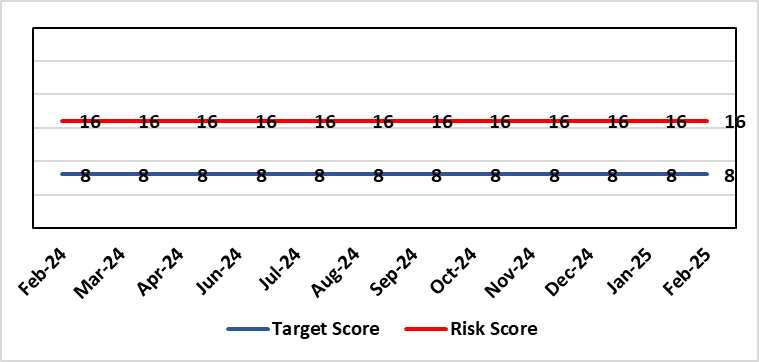 16 16 16 16 16 16 16 16 16 16 16 16
8 8 8 8 8 8 8 8 8 8 8 8
Feb-24 Mar-24 Apr-24 Jun-24 Jul-24 Aug-24 Sep-24 Oct-24 Nov-24 Dec-24 Jan-25 Feb-25
Target Score Risk Score